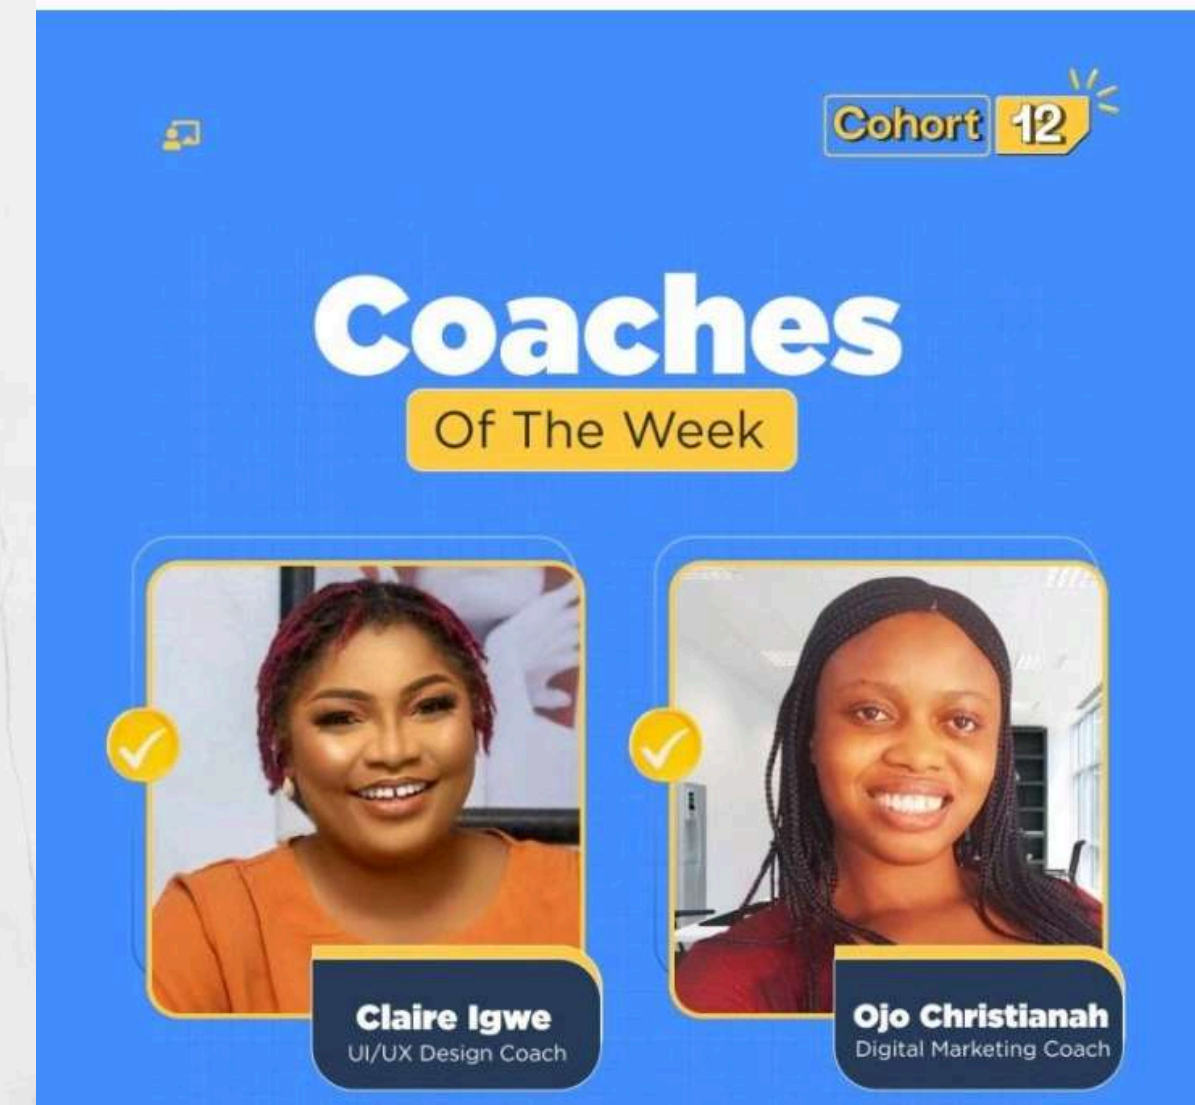 Cohort 12
Coaches
Of The Week
Claire Igwe
UI/UX Design Coach
Ojo Christianah
Digital Marketing Coach